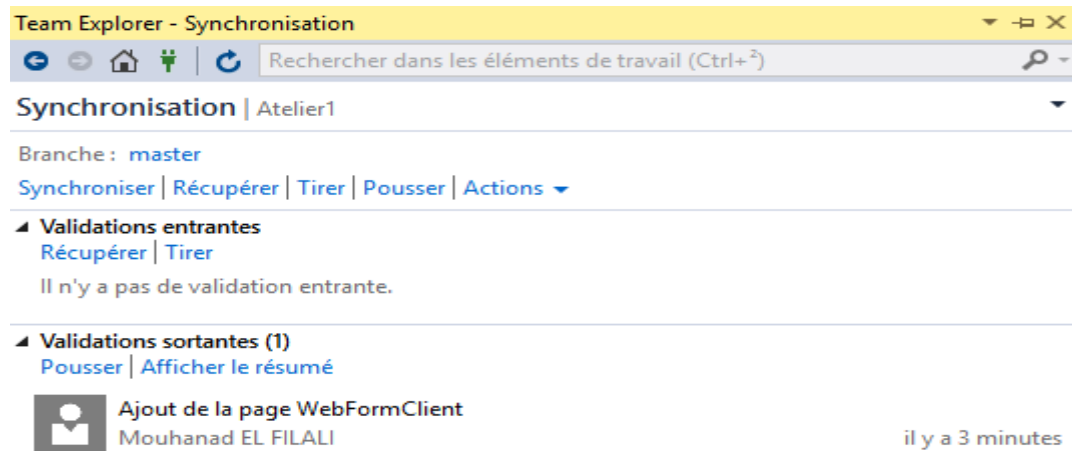 Team Explorer - Synchronisation
Rechercher dans les éléments de travail (Ctrl+²)
Synchronisation | Atelier1
Branche : master
Synchroniser | Récupérer | Tirer | Pousser | Actions
Validations entrantes
Récupérer | Tirer
Il n'y a pas de validation entrante.
Validations sortantes (1)
Pousser | Afficher le résumé
Ajout de la page WebFormClient
Mouhanad EL FILALI il y a 3 minutes